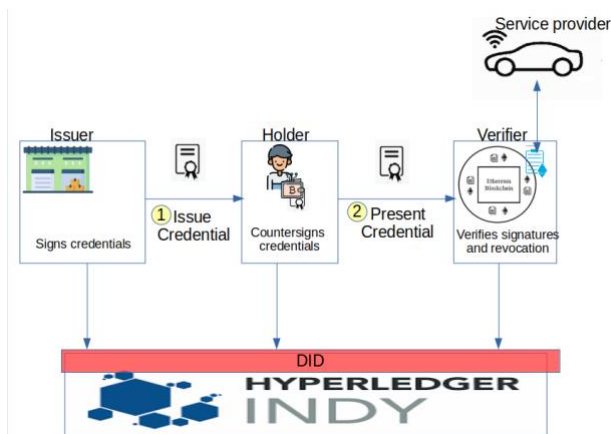 Service provider
Issuer
Holder
Verifier
Ethereum
Blockchain
1 Issue
Credential
2 Present
Credential
Signs credentials
Countersigns
credentials
Verifies signatures
and revocation
DID
HYPERLEDGER
INDY